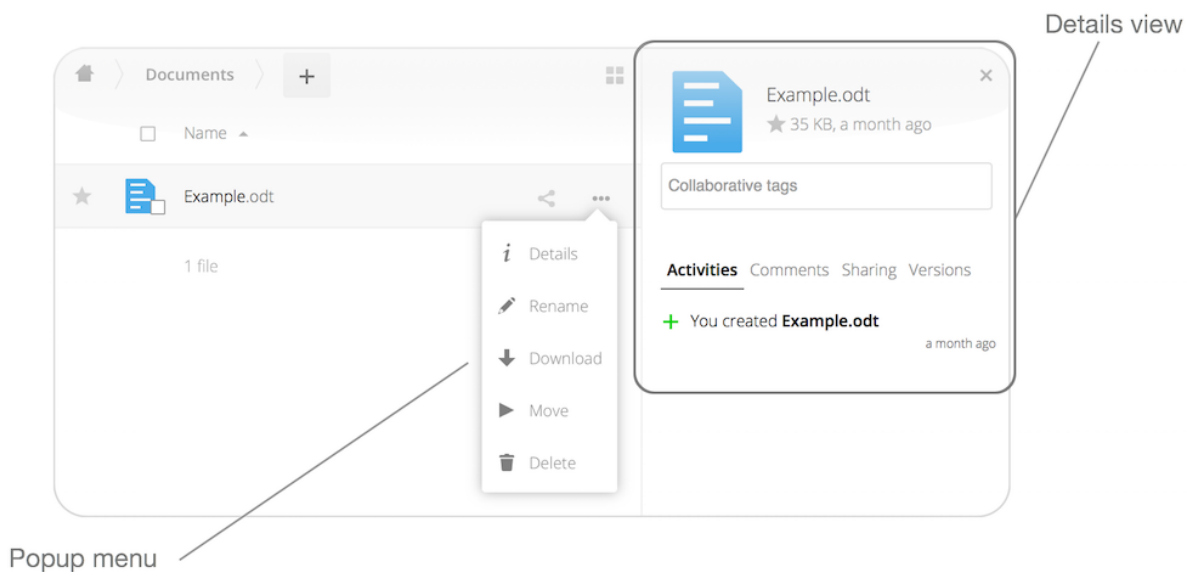 Details view
Documents
+
Example.odt
35 KB, a month ago
Name
Collaborative tags
Example.odt
1 file
Details
Rename
Download
Move
Delete
Activities Comments Sharing Versions
+ You created Example.odt
a month ago
Popup menu